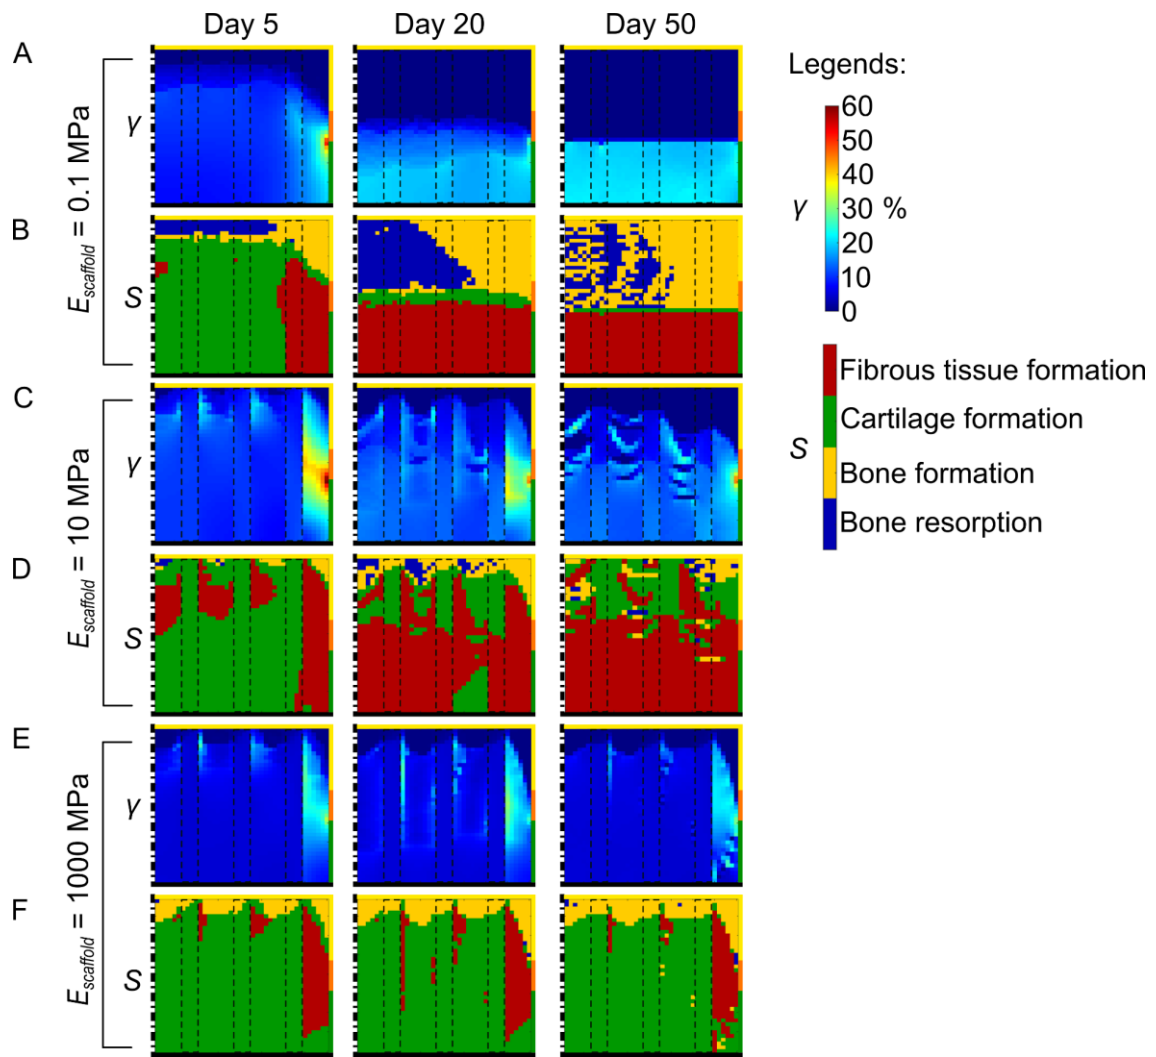 Day 5 Day 20 Day 50
A
E_scaffold = 0.1 MPa
γ
B
S
C
E_scaffold = 10 MPa
γ
D
S
E
E_scaffold = 1000 MPa
γ
F
S
Legends:
γ
60
50
40
30 %
20
10
0
S
Fibrous tissue formation
Cartilage formation
Bone formation
Bone resorption